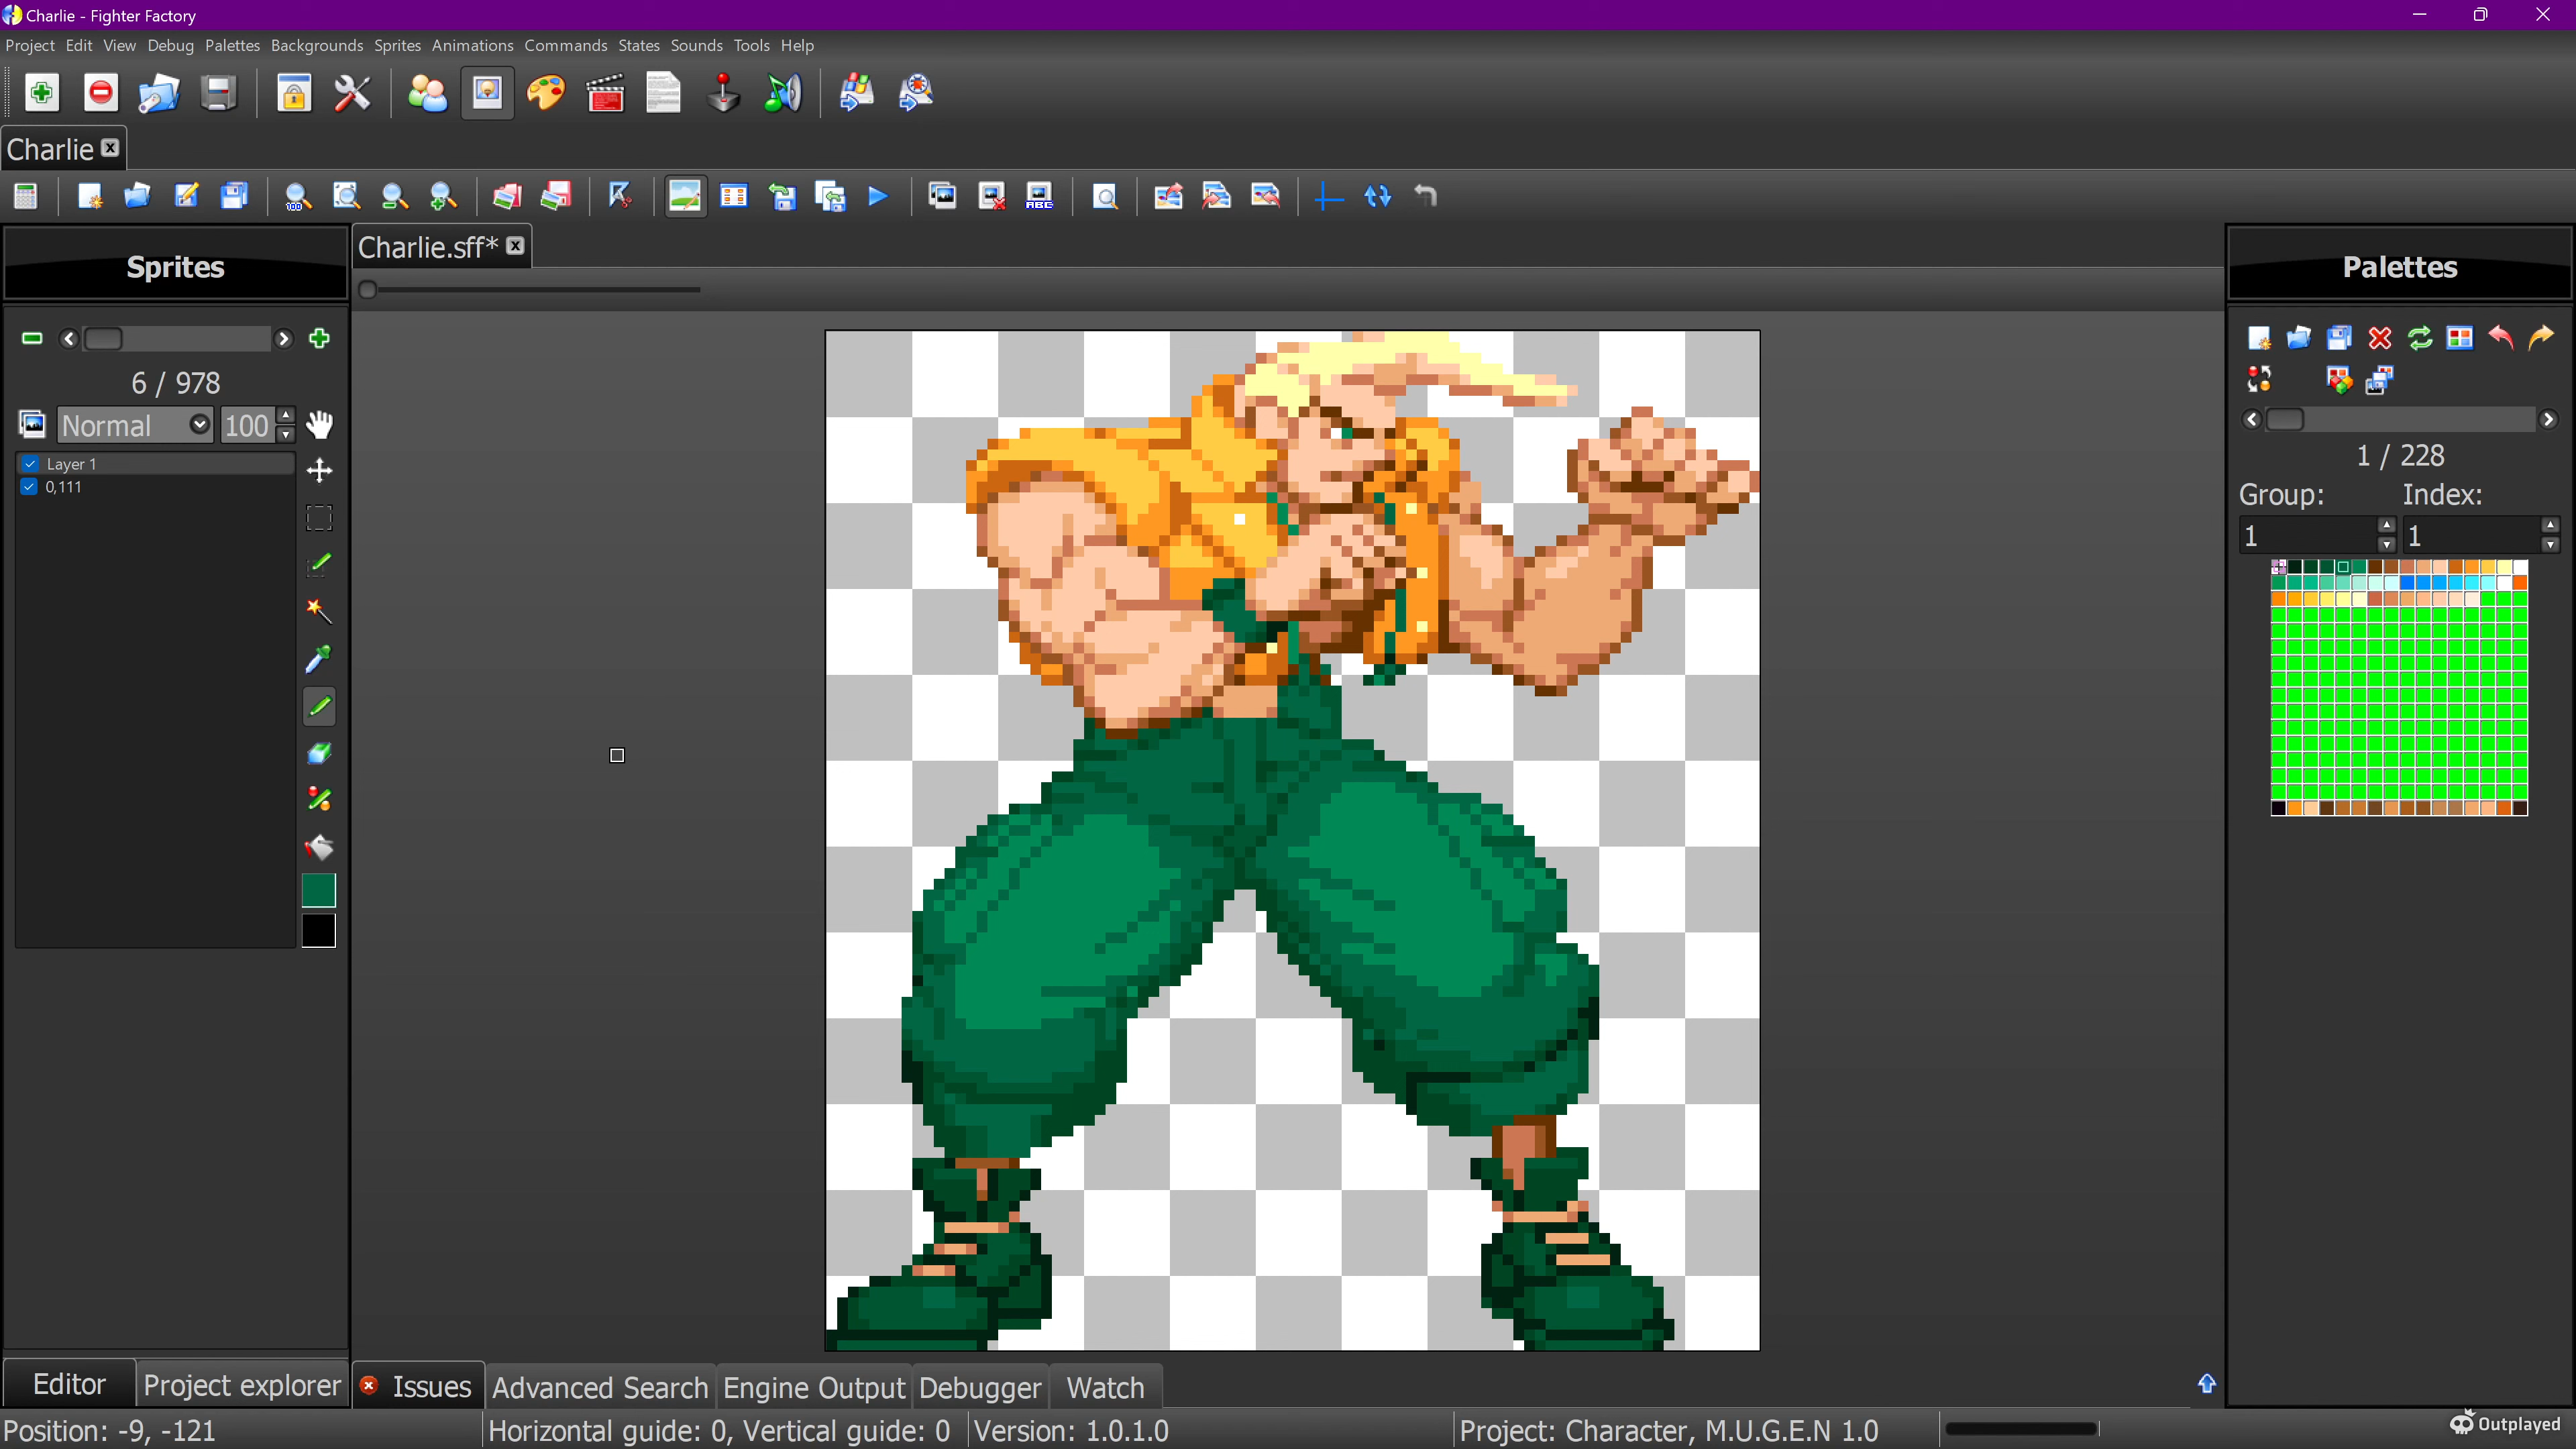 Charlie - Fighter Factory
Project Edit View Debug Palettes Backgrounds Sprites Animations Commands States Sounds Tools Help
Charlie
100
ABC
Sprites
Charlie.sff*
Palettes
6 / 978
Normal
100
Layer 1
0,111
1 / 228
Group:
Index:
1
1
Editor
Project explorer
Issues
Advanced Search
Engine Output
Debugger
Watch
Position: -9, -121
Horizontal guide: 0, Vertical guide: 0
Version: 1.0.1.0
Project: Character, M.U.G.E.N 1.0
Outplayed